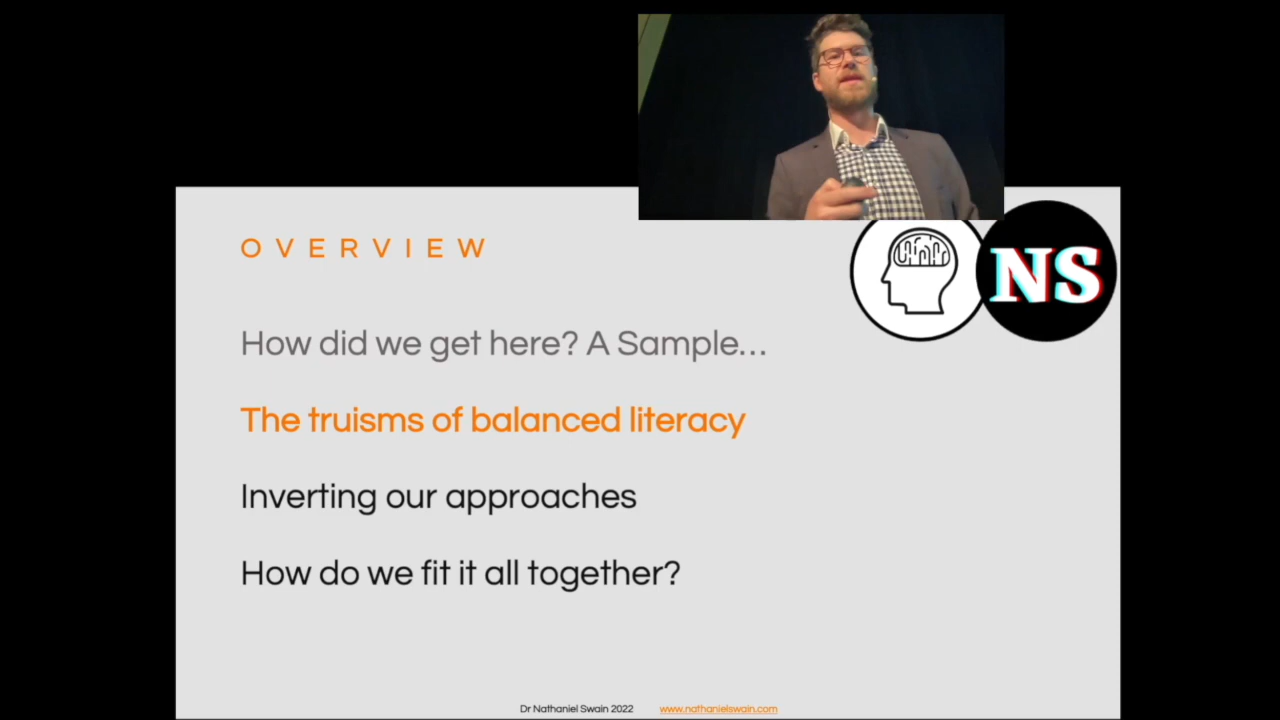 OVERVIEW
NS
How did we get here? A Sample...
The truisms of balanced literacy
Inverting our approaches
How do we fit it all together?
Dr Nathaniel Swain 2022 www.nathanielswain.com